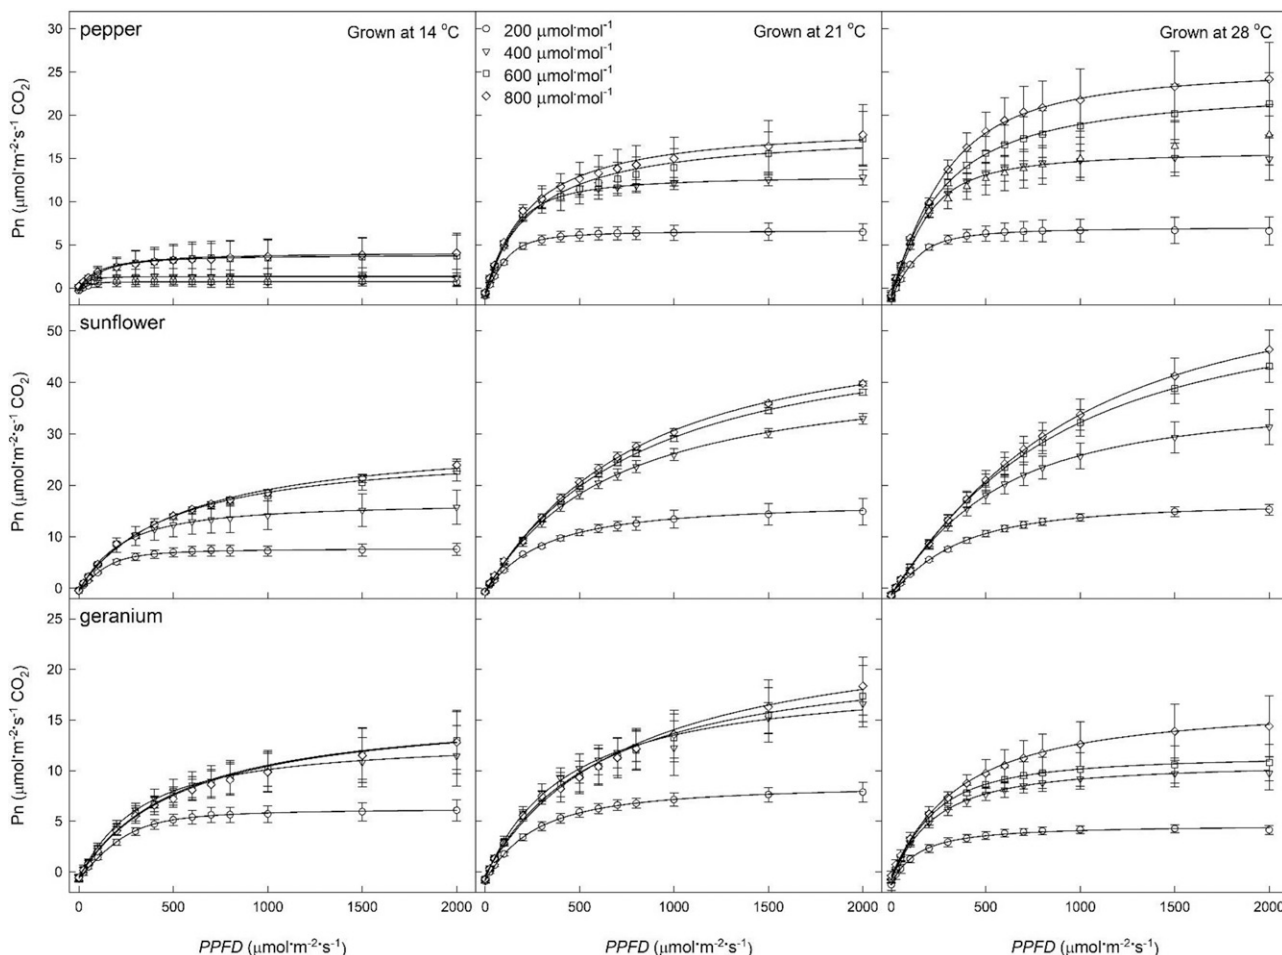 pepper
Grown at 14 °C
Grown at 21 °C
Grown at 28 °C
200 μmol·mol⁻¹
400 μmol·mol⁻¹
600 μmol·mol⁻¹
800 μmol·mol⁻¹
30
25
20
15
10
5
0
Pn (μmol·m⁻²·s⁻¹ CO₂)
sunflower
50
40
30
20
10
0
Pn (μmol·m⁻²·s⁻¹ CO₂)
geranium
25
20
15
10
5
0
Pn (μmol·m⁻²·s⁻¹ CO₂)
0 500 1000 1500 2000
0 500 1000 1500 2000
0 500 1000 1500 2000
PPFD (μmol·m⁻²·s⁻¹)
PPFD (μmol·m⁻²·s⁻¹)
PPFD (μmol·m⁻²·s⁻¹)